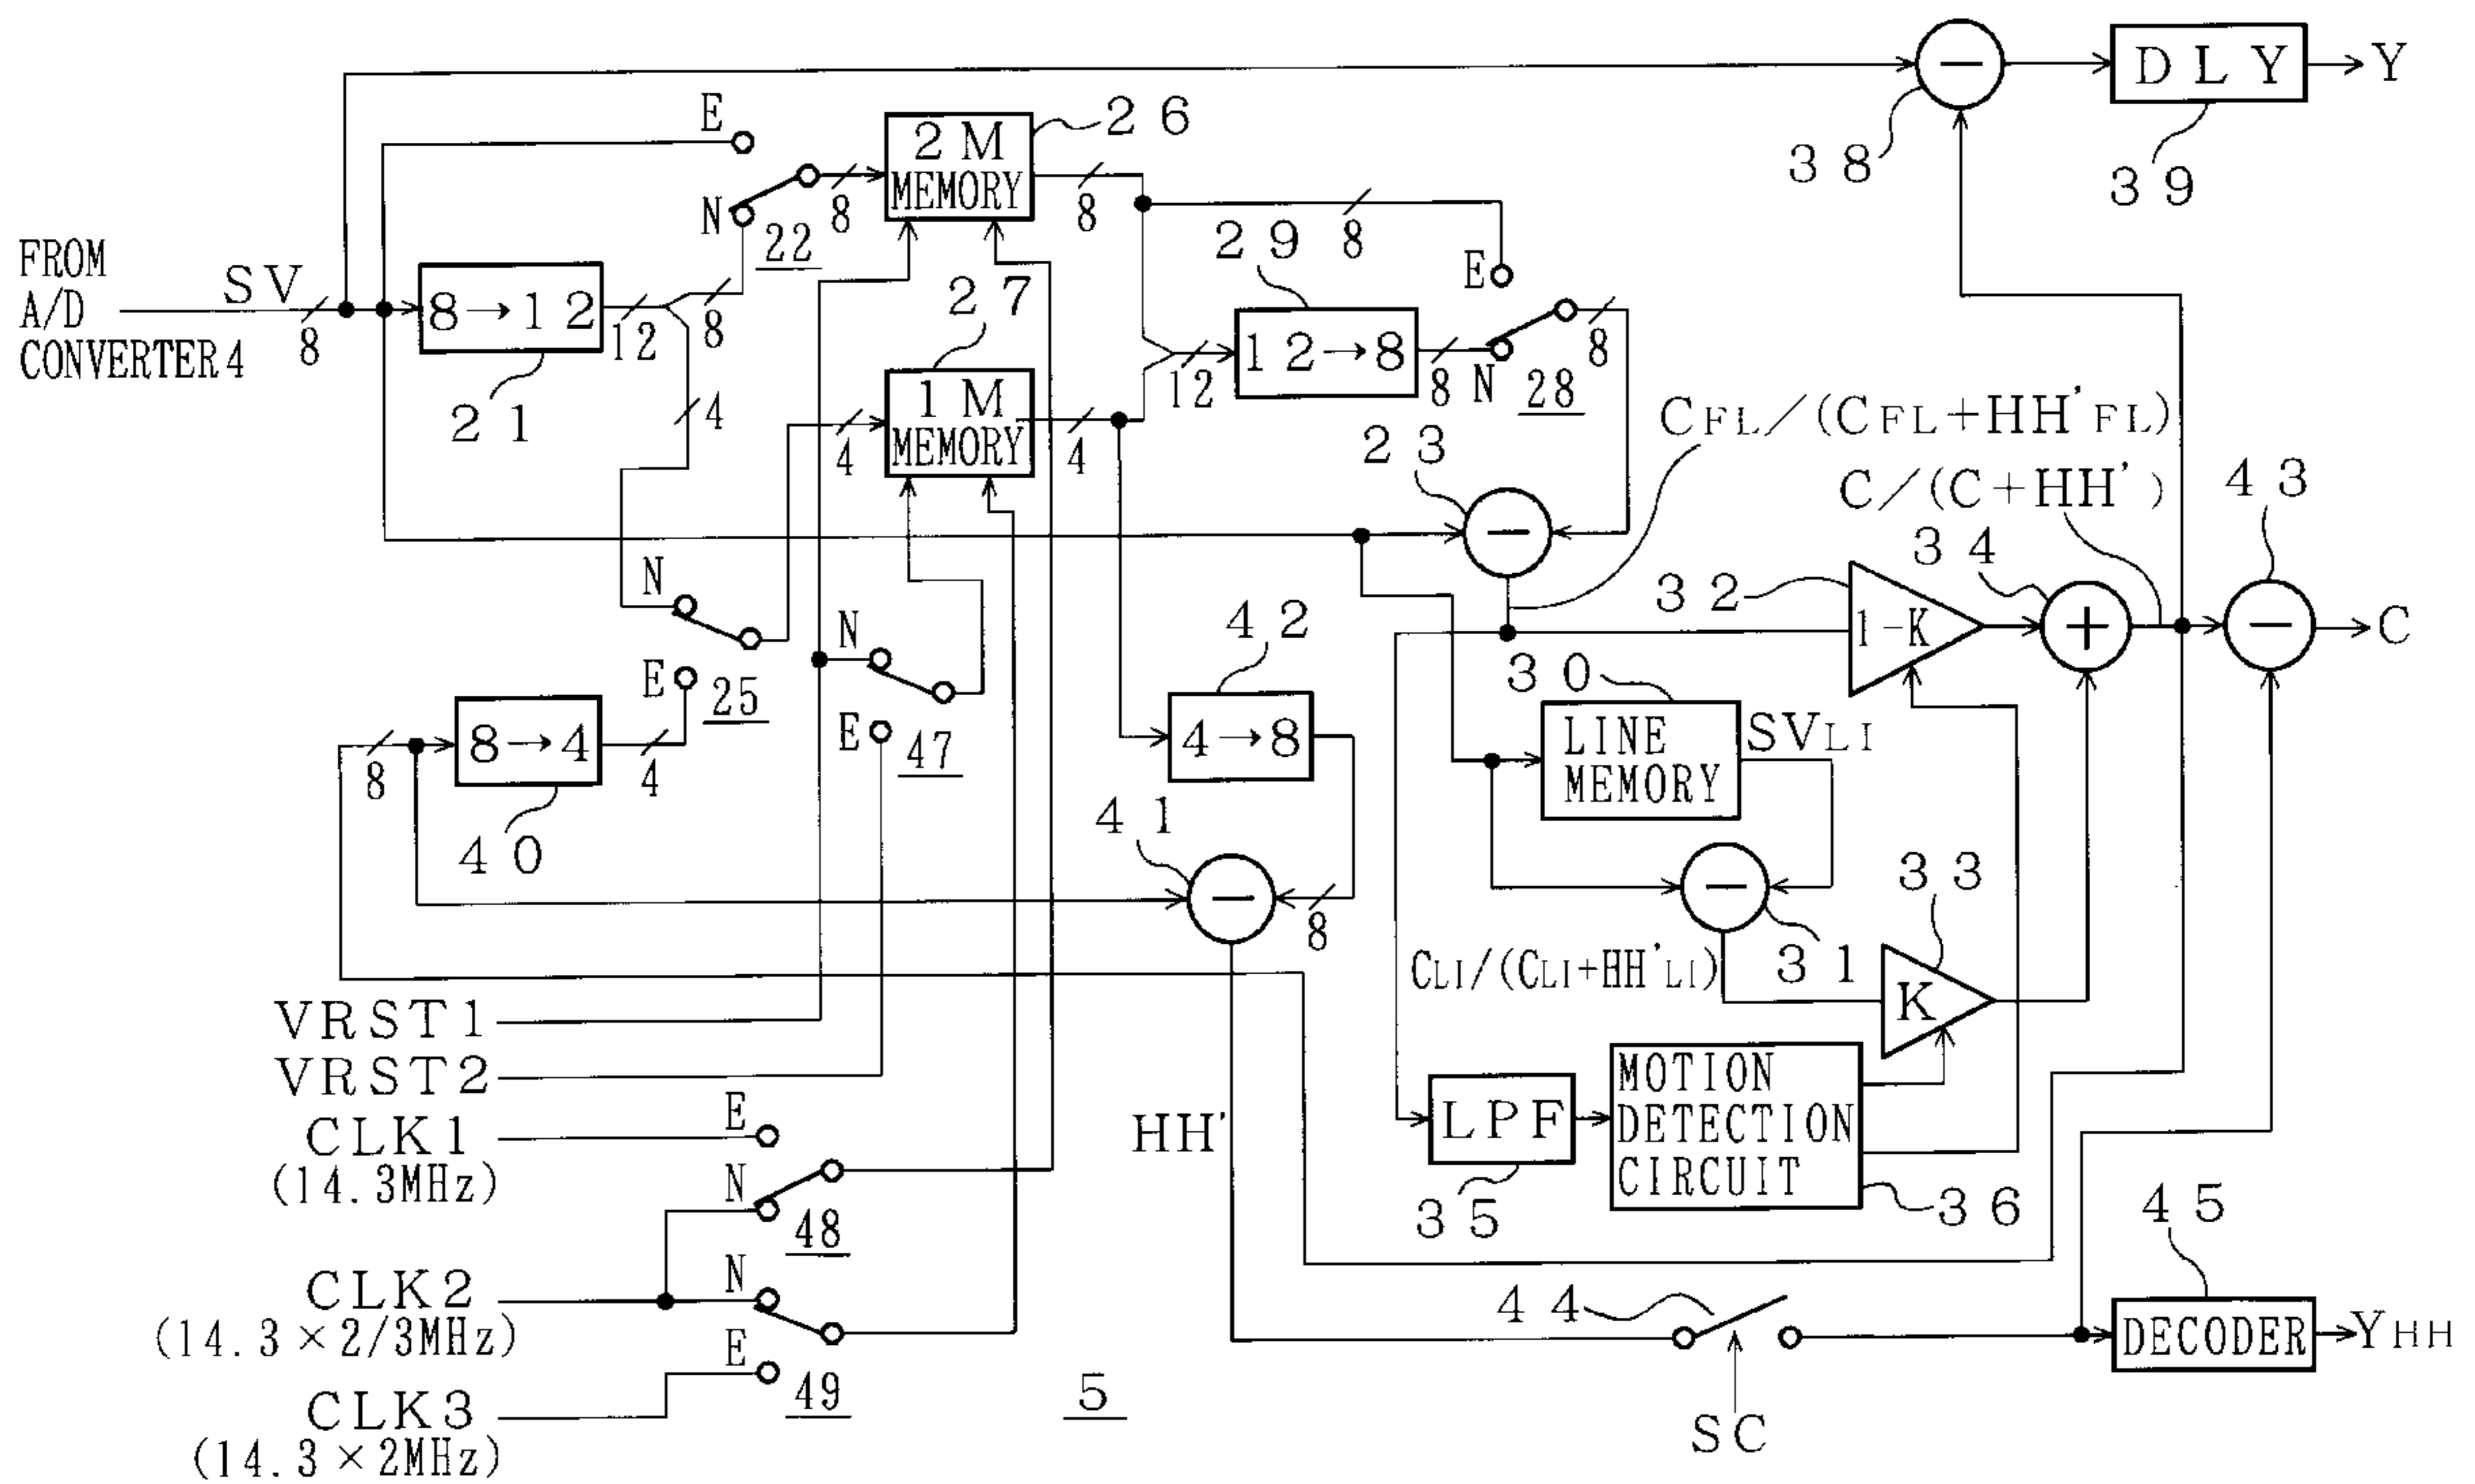 38
DLY
Y
39
E
2M
MEMORY
26
8
8
N
22
8
29
E
FROM
A/D
CONVERTER4
SV
8
8→12
12
8
21
4
27
1M
MEMORY
4
4
12
12→8
8
N
28
8
23
CFL/(CFL+HH'FL)
C/(C+HH')
43
34
C
32
1-K
N
E
25
N
E
47
42
4→8
30
LINE
MEMORY
SVLI
8
8→4
4
40
41
8
31
33
K
CLI/(CLI+HH'LI)
VRST1
VRST2
CLK1
(14.3MHz)
E
N
48
HH'
LPF
35
MOTION
DETECTION
CIRCUIT
36
45
CLK2
(14.3×2/3MHz)
N
E
49
CLK3
(14.3×2MHz)
5
44
SC
DECODER
YHH
−
−
+
−
−
−